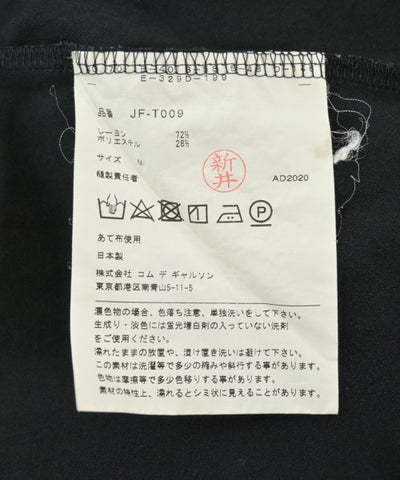 E-329D-199
品番 JF-T009
レーヨン 72%
ポリエステル 28%
サイズ M
縫製責任者 新井 AD2020
あて布使用
日本製
株式会社 コム デ ギャルソン
東京都港区南青山5-11-5
濃色物の場合、色落ち注意、単独洗いをして下さい。
生成り・淡色には蛍光増白剤の入っていない洗剤
をご使用ください。
濡れたままの放置や、漬け置き洗いは避けて下さい。
この素材は洗濯等で多少の縮みや斜行する事があります。
色物は摩擦等で多少色移りする事が有ります。
素材の特性上、濡れるとシミ状に見えることがあります。